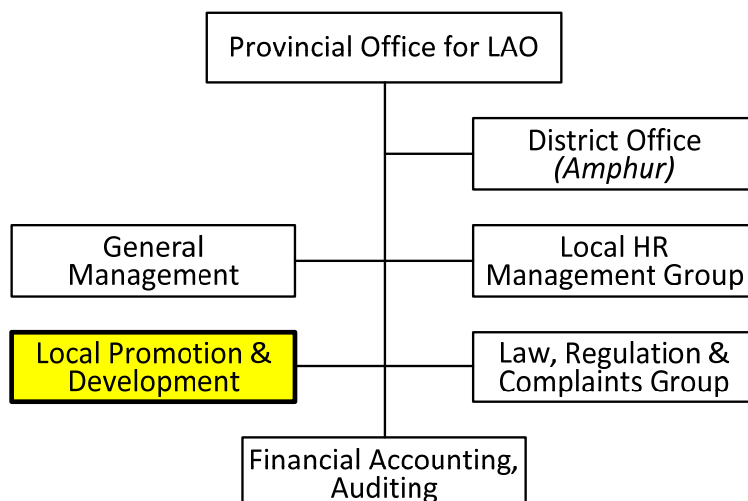 Provincial Office for LAO
District Office
(Amphur)
General
Management
Local HR
Management Group
Local Promotion &
Development
Law, Regulation &
Complaints Group
Financial Accounting,
Auditing